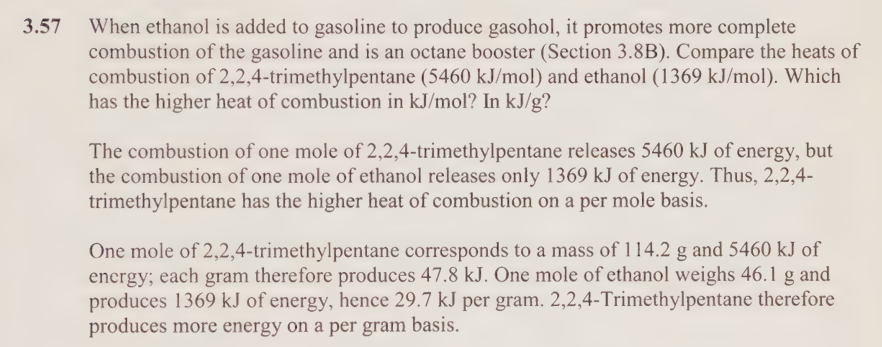 3.57 When ethanol is added to gasoline to produce gasohol, it promotes more complete
combustion of the gasoline and is an octane booster (Section 3.8B). Compare the heats of
combustion of 2,2,4-trimethylpentane (5460 kJ/mol) and ethanol (1369 kJ/mol). Which
has the higher heat of combustion in kJ/mol? In kJ/g?
The combustion of one mole of 2,2,4-trimethylpentane releases 5460 kJ of energy, but
the combustion of one mole of ethanol releases only 1369 kJ of energy. Thus, 2,2,4-
trimethylpentane has the higher heat of combustion on a per mole basis.
One mole of 2,2,4-trimethylpentane corresponds to a mass of 114.2 g and 5460 kJ of
energy; each gram therefore produces 47.8 kJ. One mole of ethanol weighs 46.1 g and
produces 1369 kJ of energy, hence 29.7 kJ per gram. 2,2,4-Trimethylpentane therefore
produces more energy on a per gram basis.